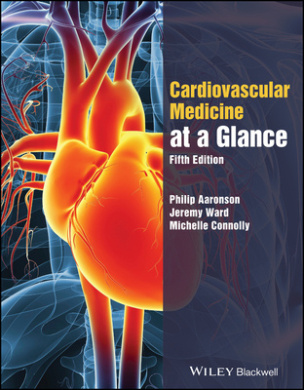 Cardiovascular
Medicine
at a Glance
Fifth Edition
Philip Aaronson
Jeremy Ward
Michelle Connolly
WILEY Blackwell